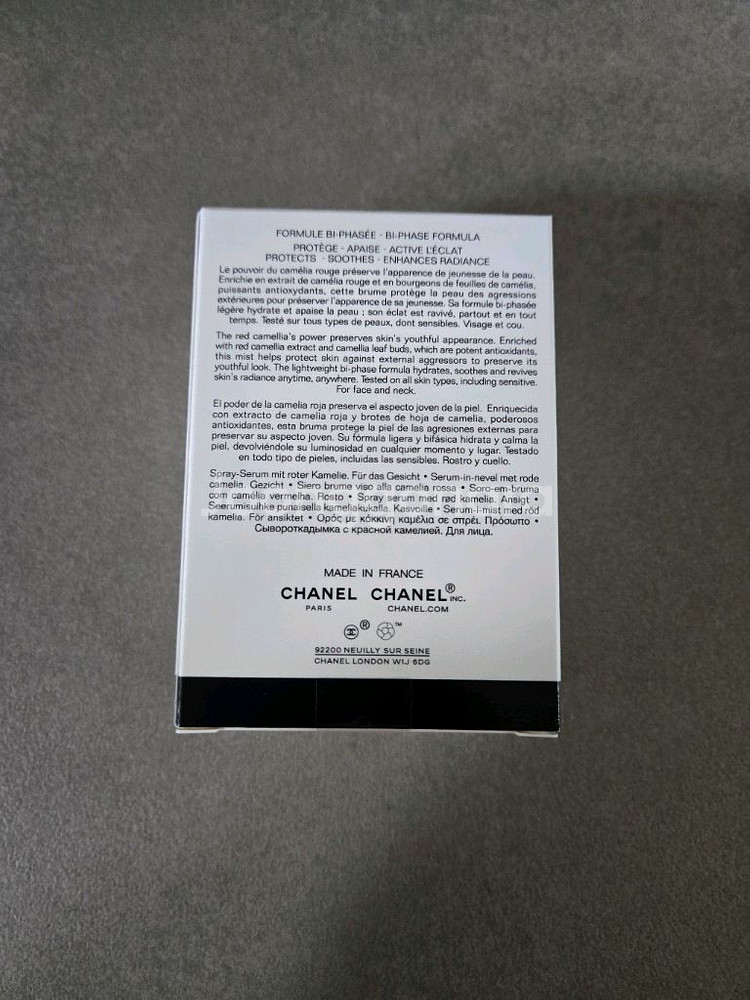 FORMULE BI-PHASÉE - BI-PHASE FORMULA
PROTÈGE - APAISE - ACTIVE L'ÉCLAT
PROTECTS - SOOTHES - ENHANCES RADIANCE
Le pouvoir du camélia rouge préserve l'apparence de jeunesse de la peau.
Enrichie en extrait de camélia rouge et en bourgeons de feuilles de camélia,
puissants antioxydants, cette brume protège la peau des agressions
extérieures pour préserver l'apparence de sa jeunesse. Sa formule bi-phasée
légère hydrate et apaise la peau ; son éclat est ravivé, partout et en tout
temps. Testé sur tous types de peaux, dont sensibles. Visage et cou.
The red camellia's power preserves skin's youthful appearance. Enriched
with red camellia extract and camellia leaf buds, which are potent antioxidants,
this mist helps protect skin against external aggressors to preserve its
youthful look. The lightweight bi-phase formula hydrates, soothes and revives
skin's radiance anytime, anywhere. Tested on all skin types, including sensitive.
For face and neck.
El poder de la camelia roja preserva el aspecto joven de la piel. Enriquecida
con extracto de camelia roja y brotes de hoja de camelia, poderosos
antioxidantes, esta bruma protege la piel de las agresiones externas para
preservar su aspecto joven. Su fórmula ligera y bifásica hidrata y calma la
piel, devolviéndole su luminosidad en cualquier momento y lugar. Testado
en todo tipo de pieles, incluidas las sensibles. Rostro y cuello.
Spray-Serum mit roter Kamelie. Für das Gesicht • Serum-in-nevel met rode
camelia. Gezicht • Siero brume viso alla camelia rossa • Soro-em-bruma
com camélia vermelha. Rosto • Spray serum med rød kamelia. Ansigt •
Seerumisuihke punaisella kameliakukalla. Kasvoille • Serum-i-mist med röd
kamelia. För ansiktet • Ορός με κόκκινη καμέλια σε σπρέι. Πρόσωπο •
Сывороткадымка с красной камелией. Для лица.
MADE IN FRANCE
CHANEL CHANEL® INC.
PARIS CHANEL.COM
® ™
92200 NEUILLY SUR SEINE
CHANEL LONDON W1J 6DG